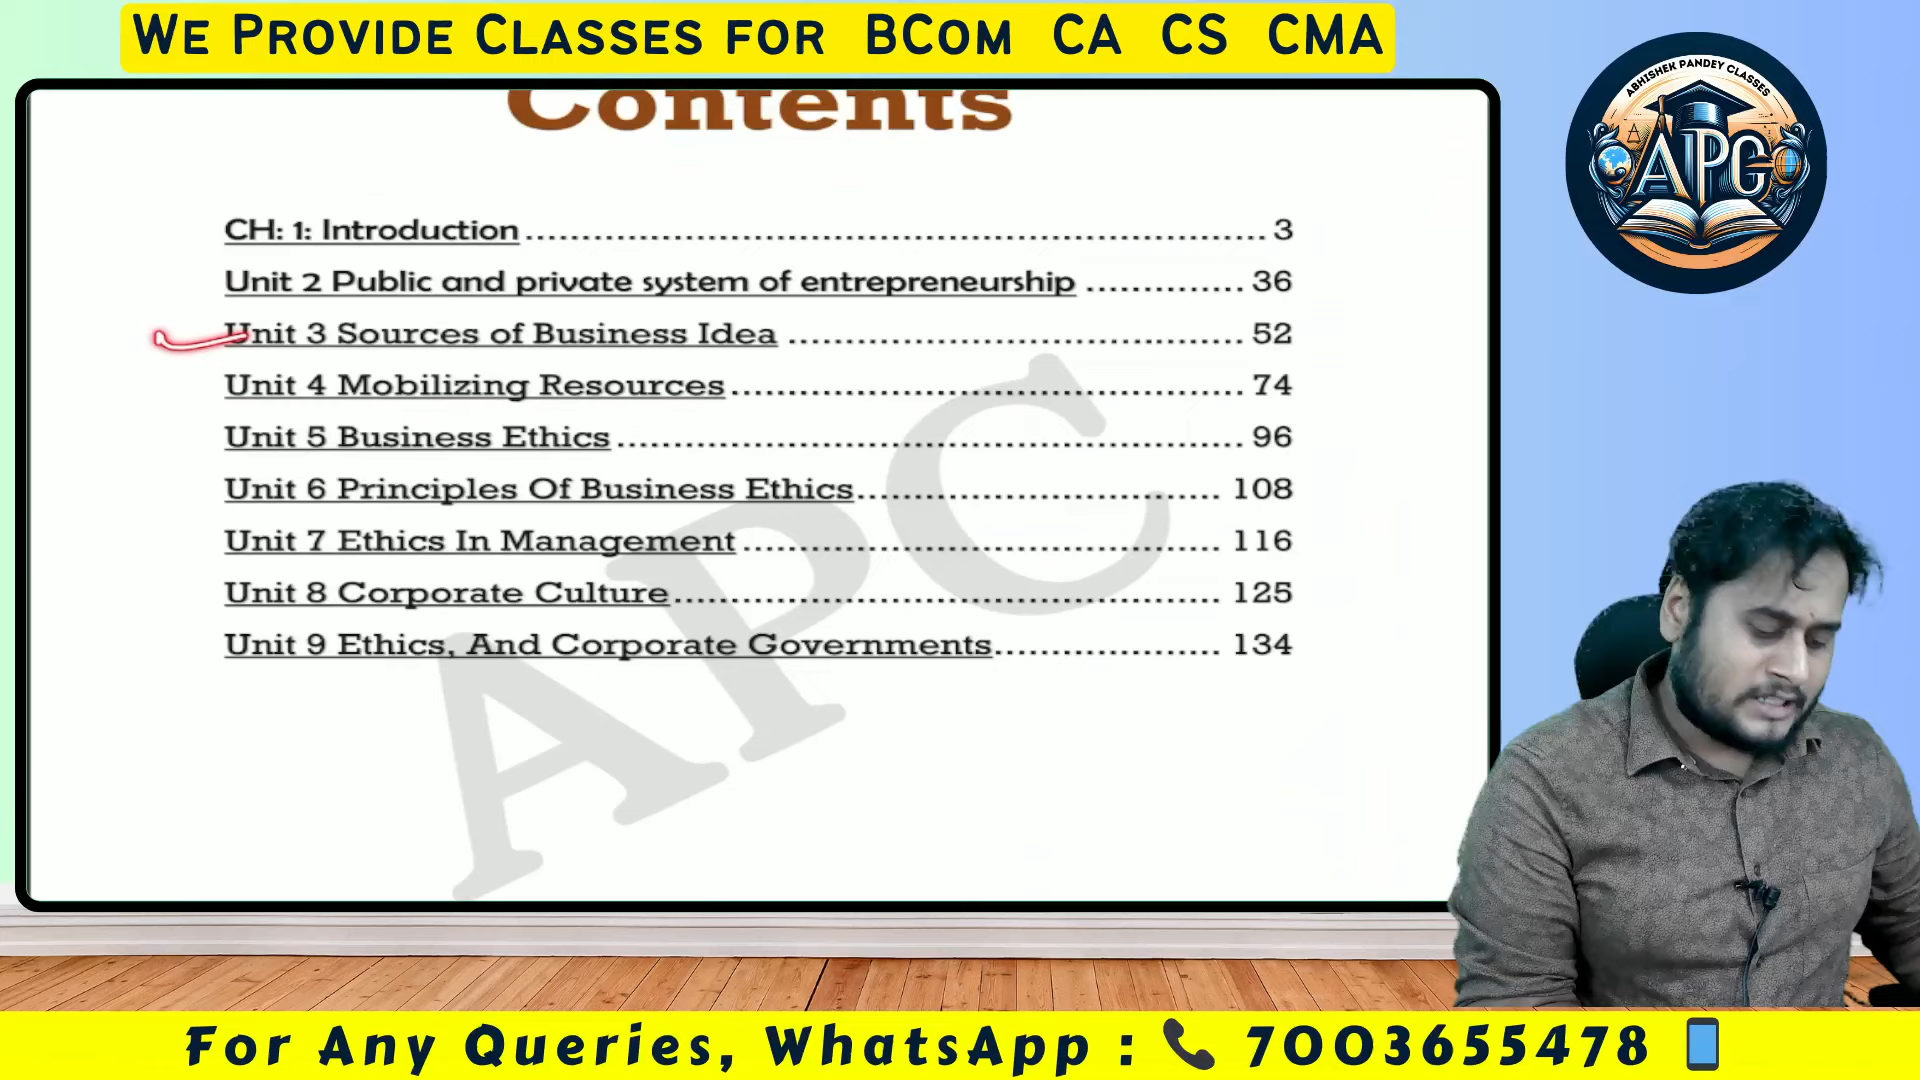 We Provide Classes for BCom CA CS CMA
ABHISHEK PANDEY CLASSES
APC
Contents
CH: 1: Introduction.......................................................................... 3
Unit 2 Public and private system of entrepreneurship .............. 36
Unit 3 Sources of Business Idea .............................................. 52
Unit 4 Mobilizing Resources.................................................... 74
Unit 5 Business Ethics............................................................... 96
Unit 6 Principles Of Business Ethics..................................... 108
Unit 7 Ethics In Management................................................ 116
Unit 8 Corporate Culture....................................................... 125
Unit 9 Ethics, And Corporate Governments....................... 134
APC
For Any Queries, WhatsApp : 7003655478